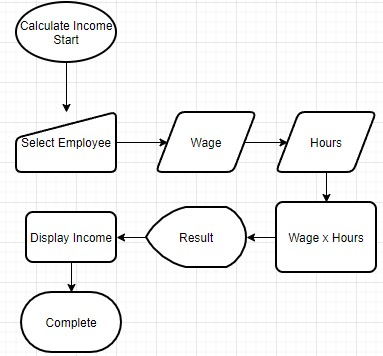 Calculate Income
Start
Select Employee
Wage
Hours
Wage x Hours
Result
Display Income
Complete